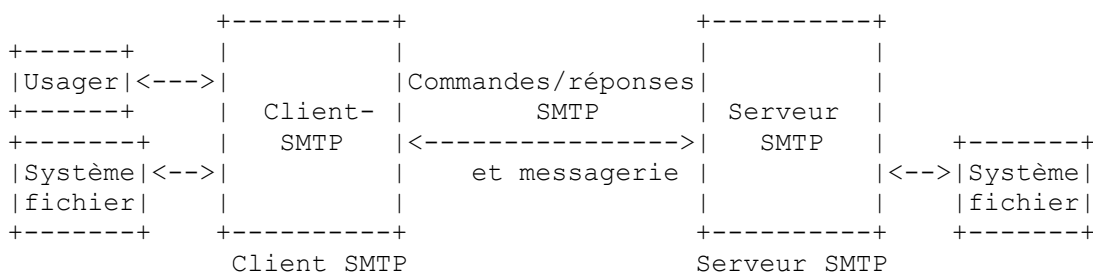 +----------+                +----------+
+------+    |          |                |          |
|Usager|<--->|          |Commandes/réponses|          |
+------+    |  Client- |      SMTP      | Serveur  |
+-------+   |   SMTP   |<---------------->|   SMTP   |    +-------+
|Système|<-->|          |  et messagerie |          |<-->|Système|
|fichier|   |          |                |          |    |fichier|
+-------+   +----------+                +----------+    +-------+
Client SMTP                Serveur SMTP